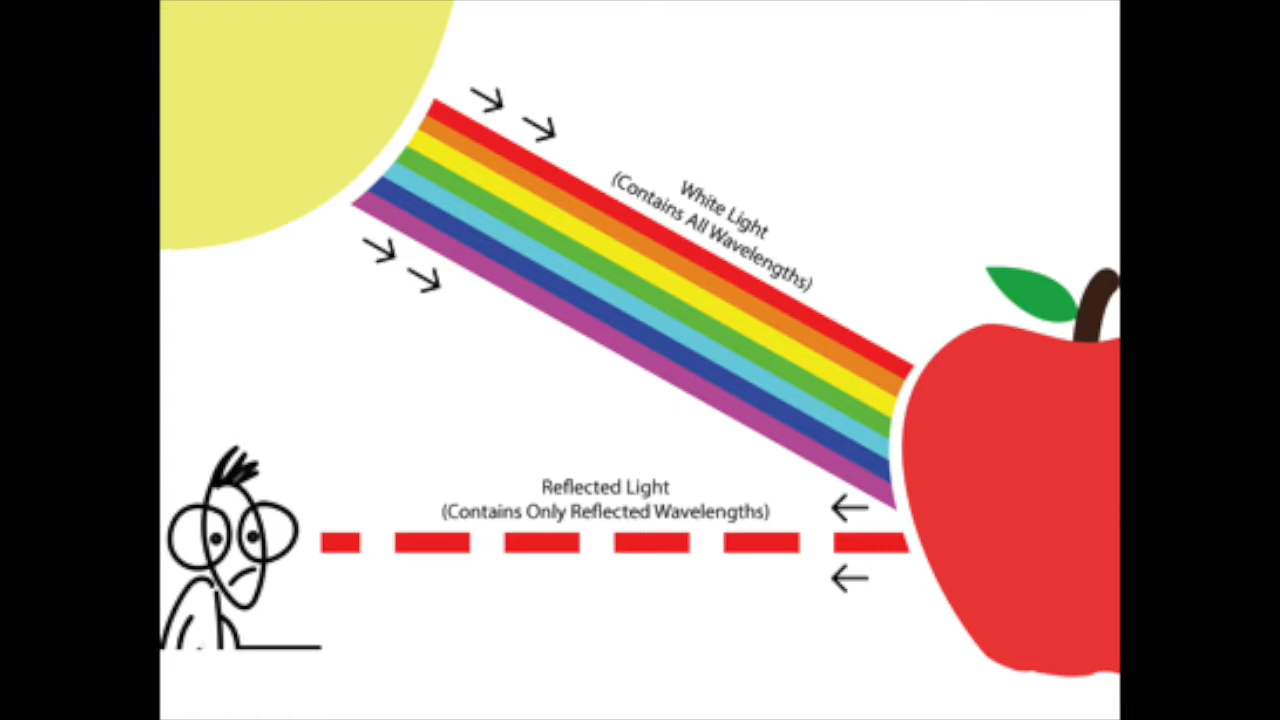 White Light
(Contains All Wavelengths)
Reflected Light
(Contains Only Reflected Wavelengths)